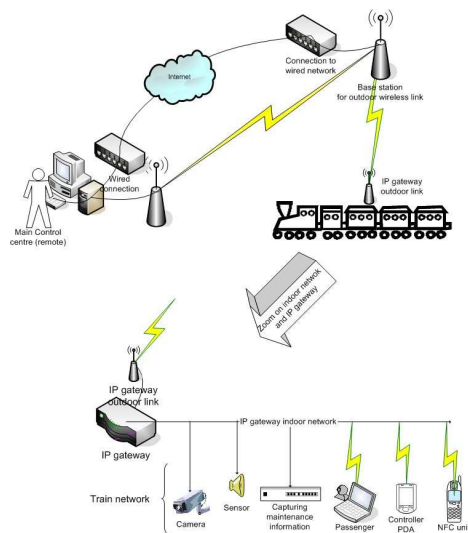 Connection to
wired network
Internet
Base station
for outdoor wireless link
Wired
connection
IP gateway
outdoor link
Main Control
centre (remote)
Zoom on indoor netwok
and IP gateway
IP gateway
outdoor link
IP gateway indoor network
IP gateway
Train network
Camera
Sensor
Capturing
maintenance
information
Passenger
Controller
PDA
NFC uni